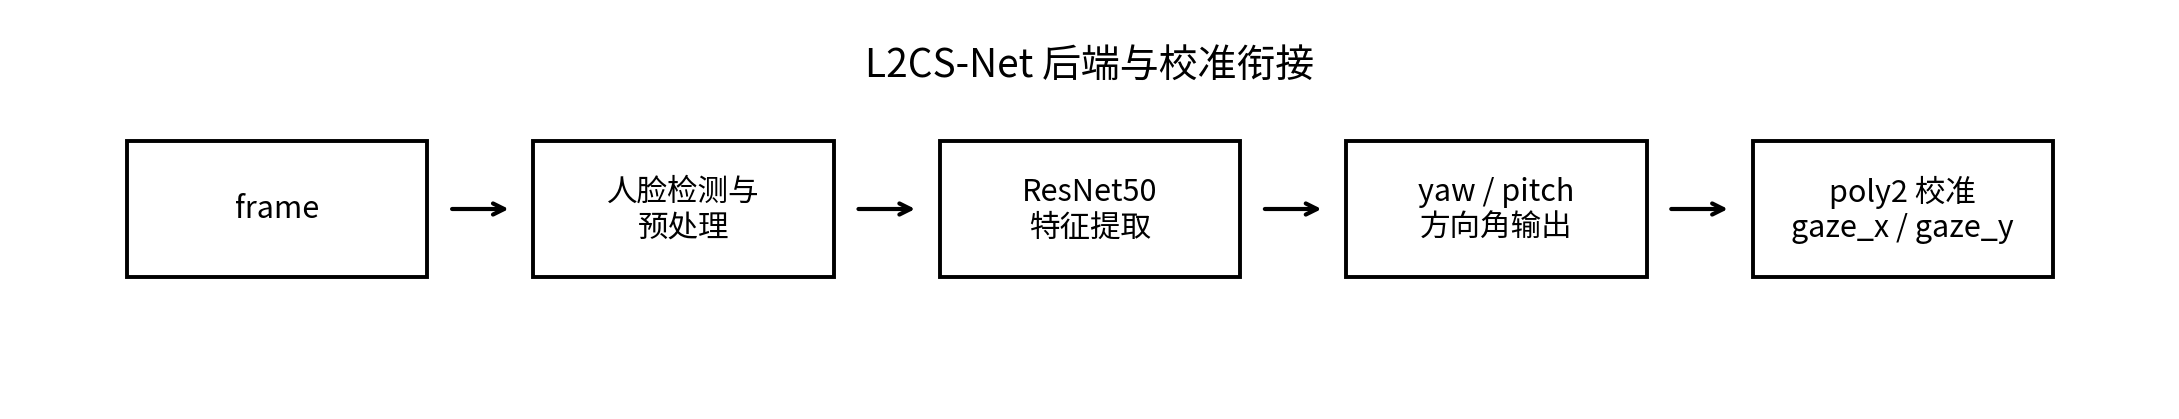 L2CS-Net 后端与校准衔接
frame
人脸检测与
预处理
ResNet50
特征提取
yaw / pitch
方向角输出
poly2 校准
gaze_x / gaze_y